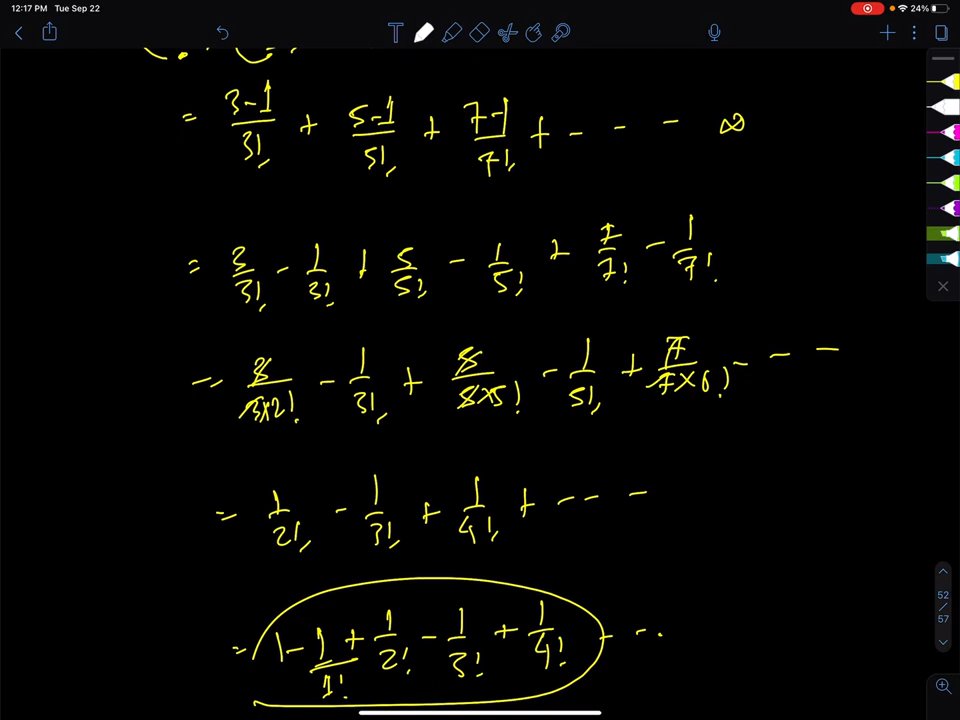 12:17 PM Tue Sep 22 24%
= 3-1/3! + 5-1/5! + 7-1/7! + - - - ∞
= 3/3! - 1/3! + 5/5! - 1/5! + 7/7! - 1/7!
= 3/3×2! - 1/3! + 5/5×5! - 1/5! + 7/7×6! - - -
= 1/2! - 1/3! + 1/4! + -- -
= 1 - 1/1! + 1/2! - 1/3! + 1/4! - - ..
52
/
57